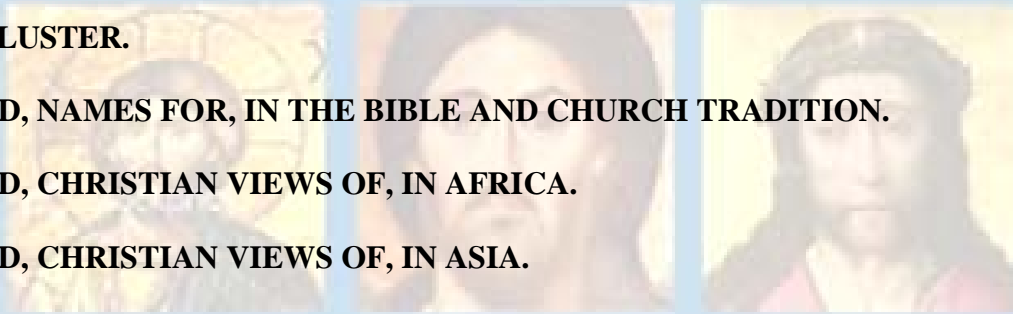 LUSTER.
D, NAMES FOR, IN THE BIBLE AND CHURCH TRADITION.
D, CHRISTIAN VIEWS OF, IN AFRICA.
D, CHRISTIAN VIEWS OF, IN ASIA.